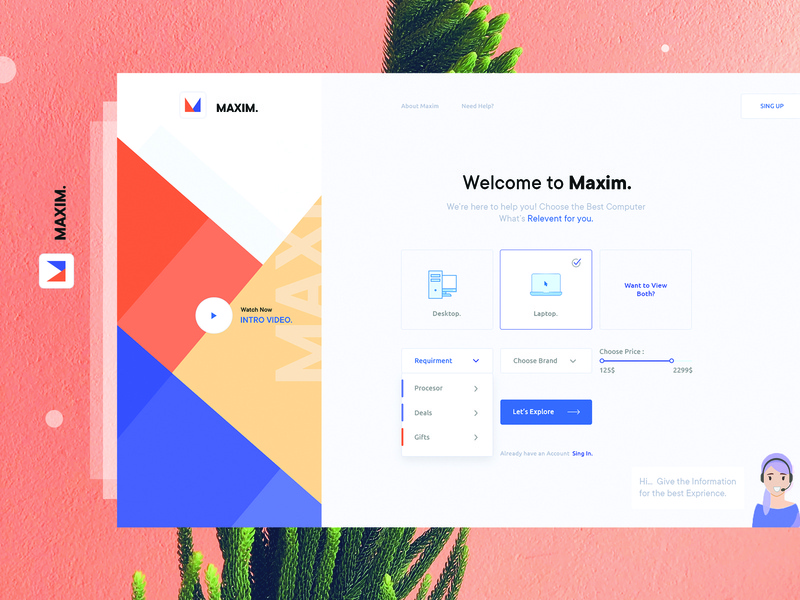 MAXIM.
MAXIM.
About Maxim
Need Help?
SING UP
Welcome to Maxim.
We're here to help you! Choose the Best Computer
What's Relevent for you.
Desktop.
Laptop.
Want to View
Both?
MAXI
Watch Now
INTRO VIDEO.
Requirment
Choose Brand
Choose Price :
125$
2299$
Procesor
Deals
Gifts
Let's Explore
Already have an Account Sing In.
Hi... Give the Information
for the best Exprience.